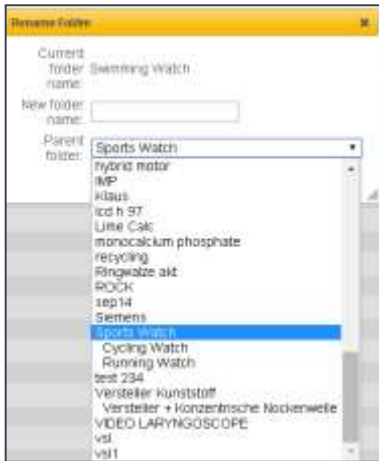 Rename Folder
Current folder name:
Swimming Watch
New folder name:
Parent folder:
Sports Watch
hybrid motor
IMP
Klaus
lcd h 97
Lime Calc
monocalcium phosphate
recycling
Ringwalze akt
ROCK
sep14
Siemens
Sports Watch
Cycling Watch
Running Watch
test 234
Versteller Kunststoff
Versteller + Konzentrische Nockenwelle
VIDEO LARYNGOSCOPE
vsl
vsl1